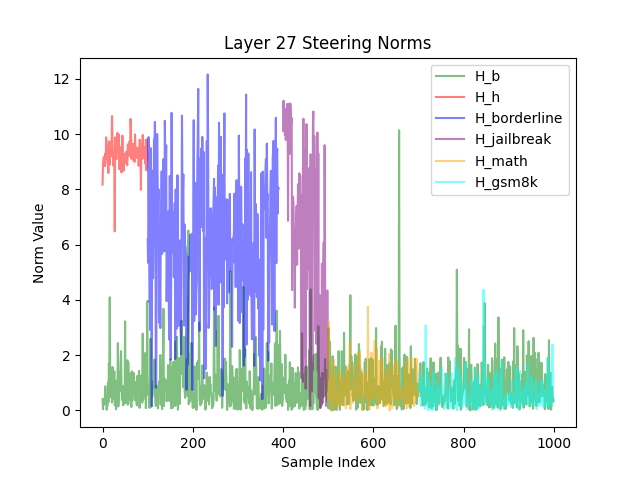 Layer 27 Steering Norms
H_b
H_h
H_borderline
H_jailbreak
H_math
H_gsm8k
Norm Value
12
10
8
6
4
2
0
0 200 400 600 800 1000
Sample Index